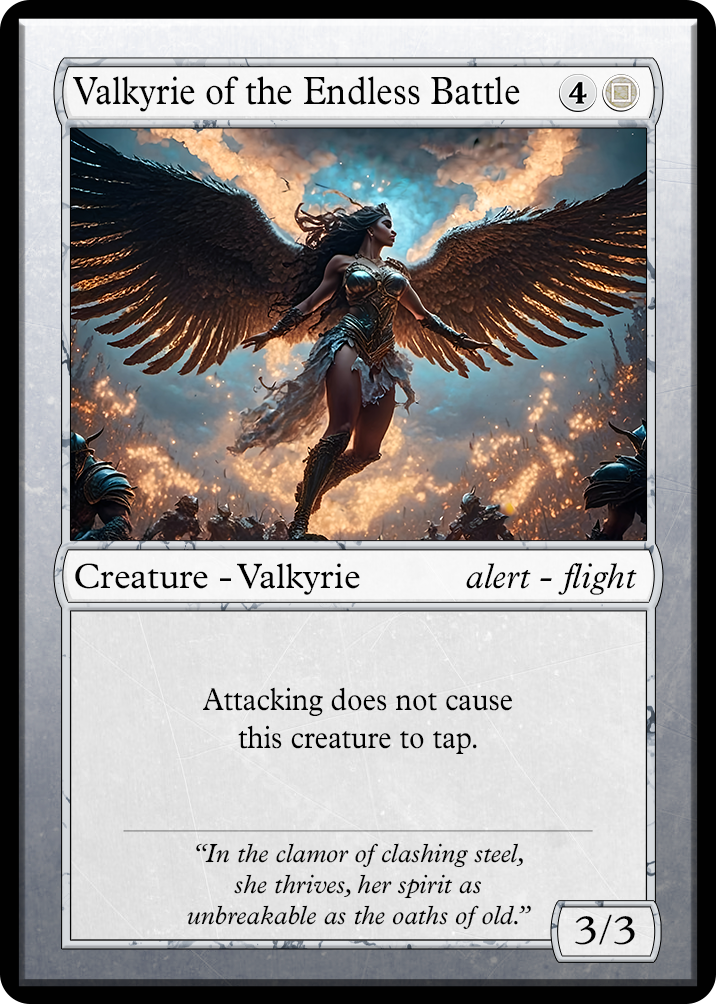 Valkyrie of the Endless Battle 4
Creature - Valkyrie alert - flight
Attacking does not cause
this creature to tap.
“In the clamor of clashing steel,
she thrives, her spirit as
unbreakable as the oaths of old.”
3/3